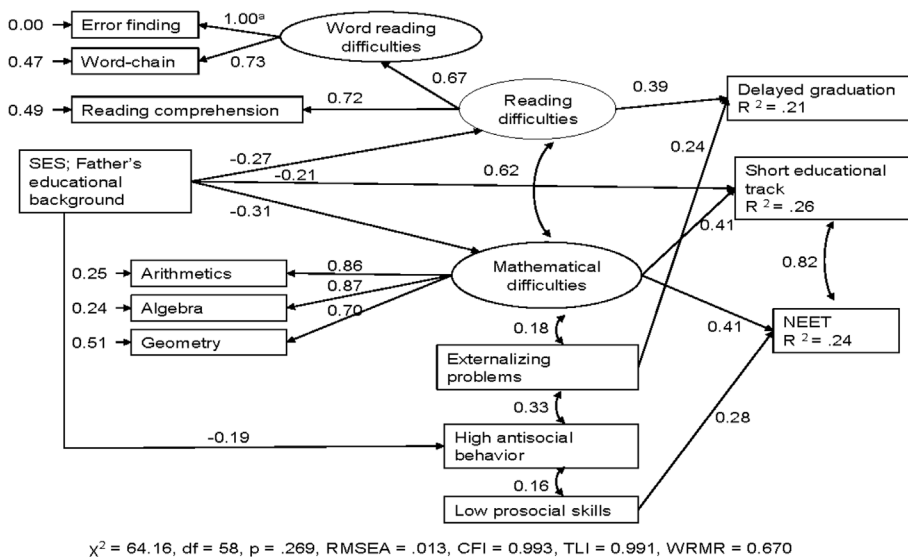 0.00
Error finding
1.00ᵃ
Word reading
difficulties
0.47
Word-chain
0.73
0.67
0.49
Reading comprehension
0.72
Reading
difficulties
0.39
Delayed graduation
R ² = .21
SES; Father's
educational
background
-0.27
-0.21
-0.31
0.62
0.24
Short educational
track
R ² = .26
0.41
0.82
0.25
Arithmetics
0.86
Mathematical
difficulties
0.24
Algebra
0.87
0.51
Geometry
0.70
0.41
NEET
R ² = .24
0.18
Externalizing
problems
0.33
0.28
-0.19
High antisocial
behavior
0.16
Low prosocial skills
χ² = 64.16, df = 58, p = .269, RMSEA = .013, CFI = 0.993, TLI = 0.991, WRMR = 0.670